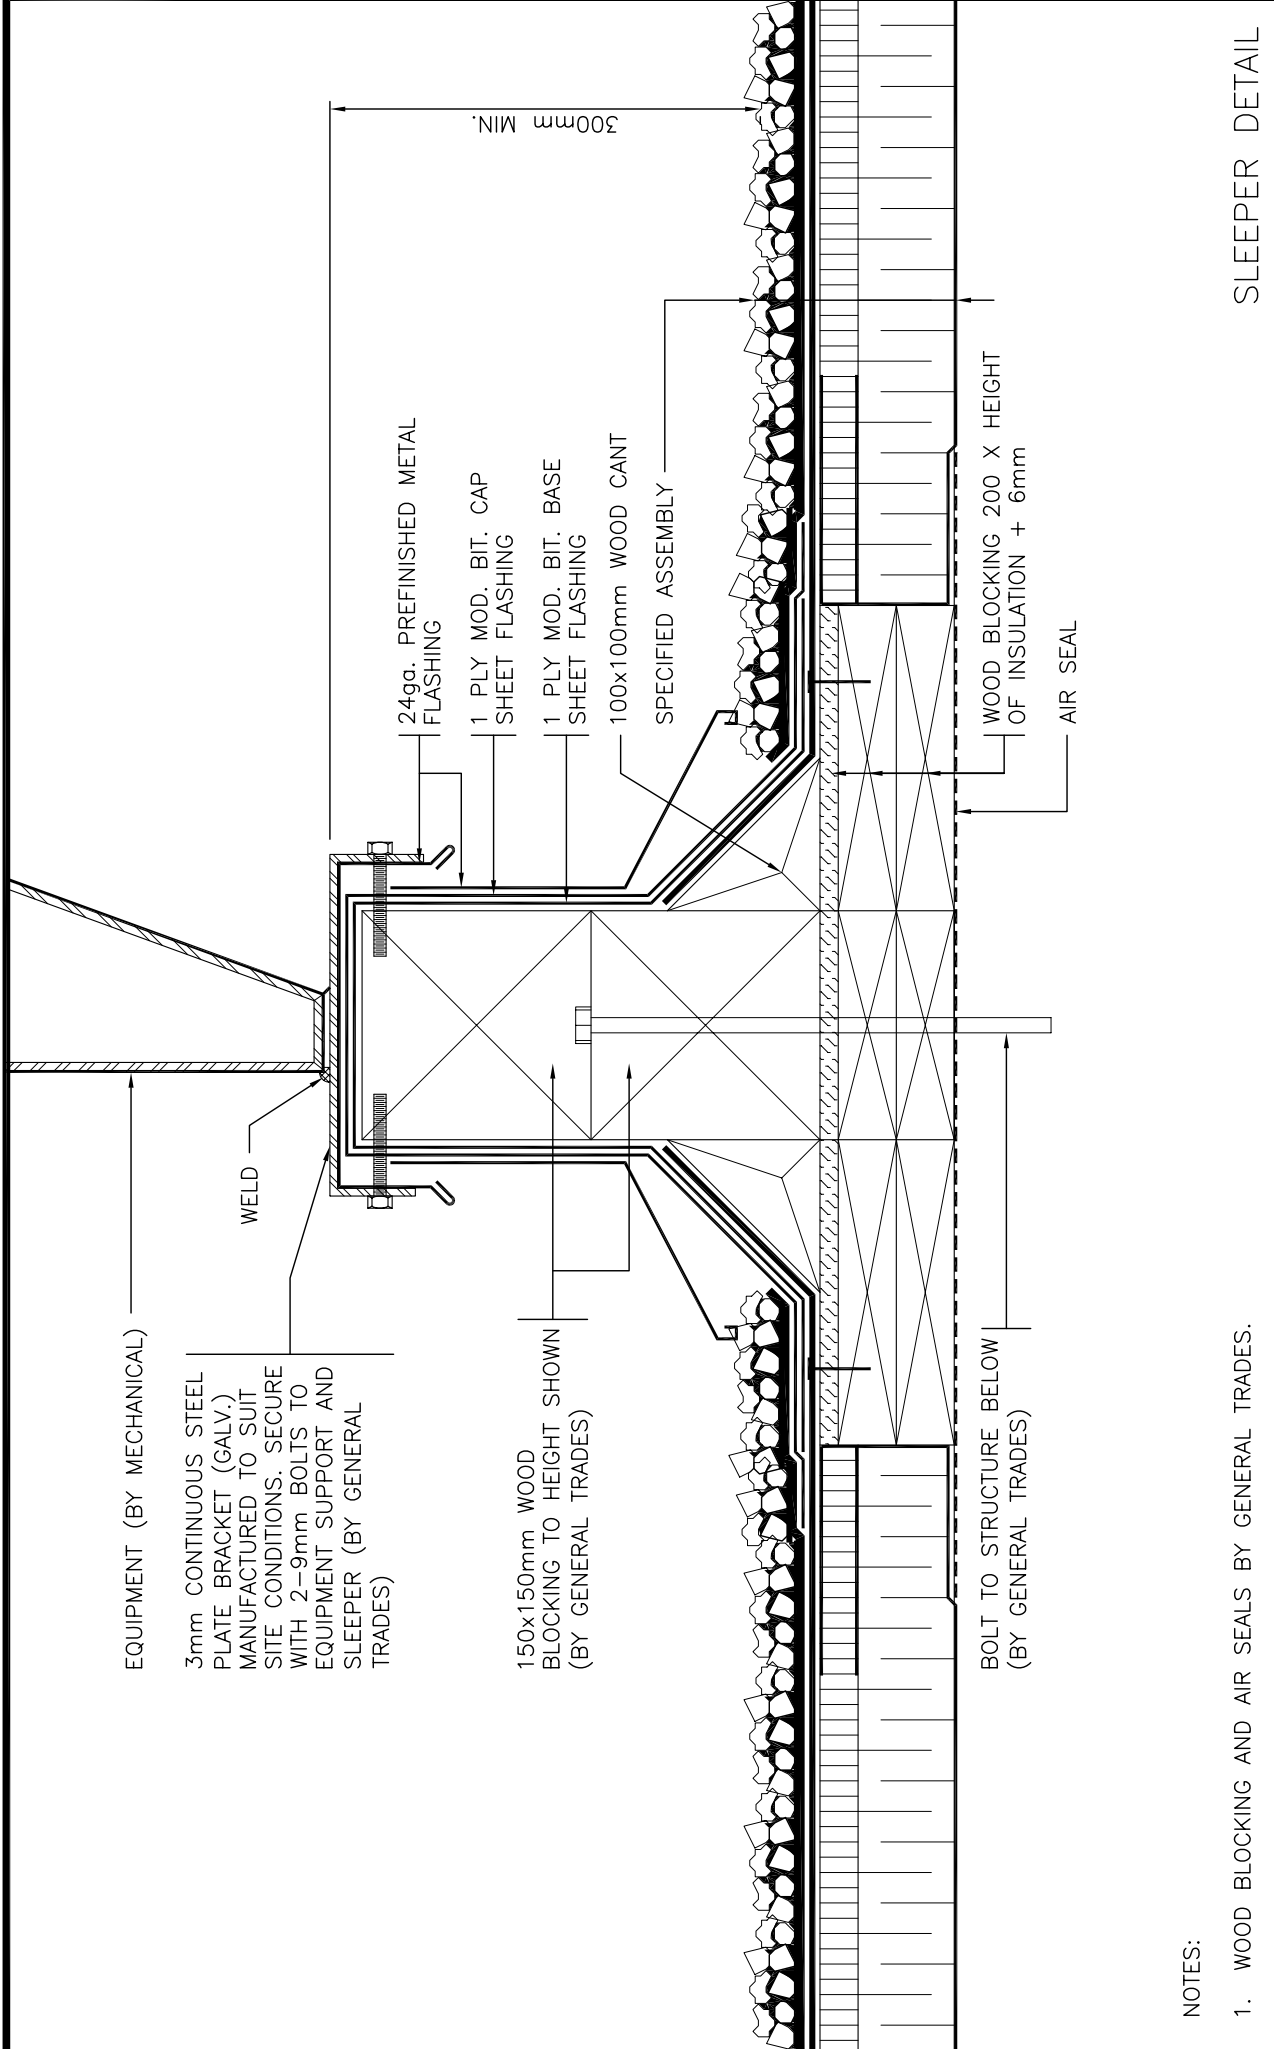 EQUIPMENT (BY MECHANICAL)
3mm CONTINUOUS STEEL
PLATE BRACKET (GALV.)
MANUFACTURED TO SUIT
SITE CONDITIONS. SECURE
WITH 2-9mm BOLTS TO
EQUIPMENT SUPPORT AND
SLEEPER (BY GENERAL
TRADES)
WELD
150x150mm WOOD
BLOCKING TO HEIGHT SHOWN
(BY GENERAL TRADES)
BOLT TO STRUCTURE BELOW
(BY GENERAL TRADES)
300mm MIN.
24ga. PREFINISHED METAL
FLASHING
1 PLY MOD. BIT. CAP
SHEET FLASHING
1 PLY MOD. BIT. BASE
SHEET FLASHING
100x100mm WOOD CANT
SPECIFIED ASSEMBLY
WOOD BLOCKING 200 X HEIGHT
OF INSULATION + 6mm
AIR SEAL
NOTES:
1. WOOD BLOCKING AND AIR SEALS BY GENERAL TRADES.
SLEEPER DETAIL